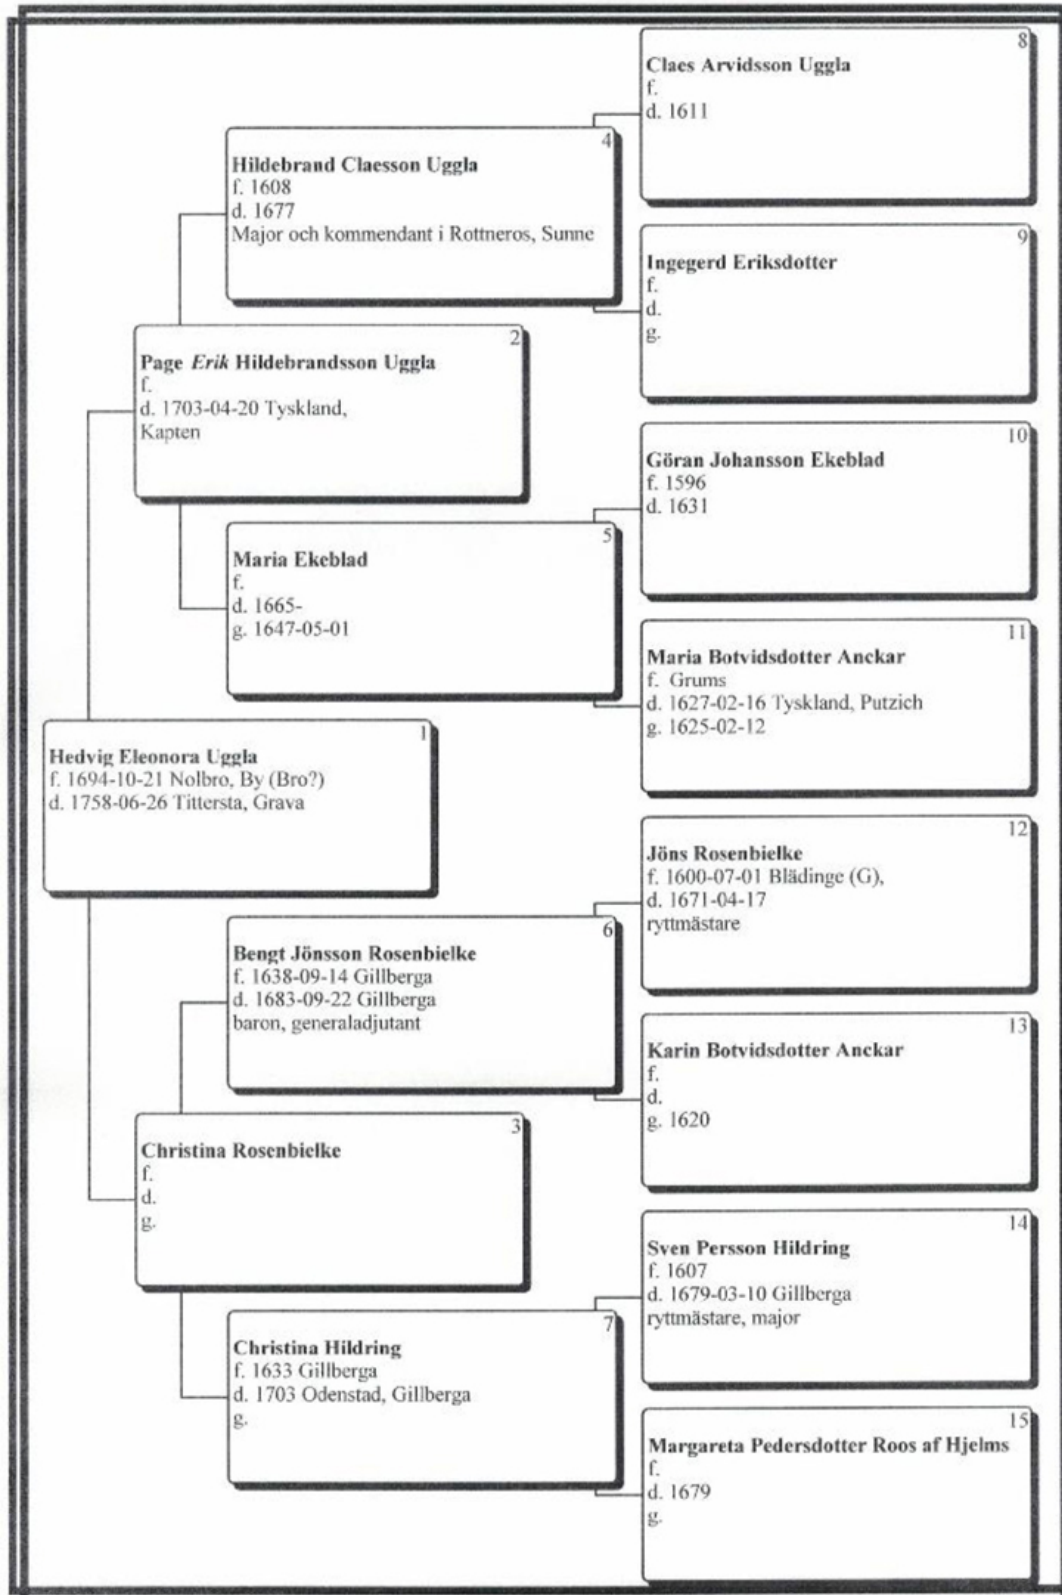 8
Claes Arvidsson Uggla
f.
d. 1611
4
Hildebrand Claesson Uggla
f. 1608
d. 1677
Major och kommendant i Rottneros, Sunne
9
Ingegerd Eriksdotter
f.
d.
g.
2
Page Erik Hildebrandsson Uggla
f.
d. 1703-04-20 Tyskland,
Kapten
10
Göran Johansson Ekeblad
f. 1596
d. 1631
5
Maria Ekeblad
f.
d. 1665-
g. 1647-05-01
11
Maria Botvidsdotter Anckar
f. Grums
d. 1627-02-16 Tyskland, Putzich
g. 1625-02-12
1
Hedvig Eleonora Uggla
f. 1694-10-21 Nolbro, By (Bro?)
d. 1758-06-26 Tittersta, Grava
12
Jöns Rosenbielke
f. 1600-07-01 Blädinge (G),
d. 1671-04-17
ryttmästare
6
Bengt Jönsson Rosenbielke
f. 1638-09-14 Gillberga
d. 1683-09-22 Gillberga
baron, generaladjutant
13
Karin Botvidsdotter Anckar
f.
d.
g. 1620
3
Christina Rosenbielke
f.
d.
g.
14
Sven Persson Hildring
f. 1607
d. 1679-03-10 Gillberga
ryttmästare, major
7
Christina Hildring
f. 1633 Gillberga
d. 1703 Odenstad, Gillberga
g.
15
Margareta Pedersdotter Roos af Hjelms
f.
d. 1679
g.